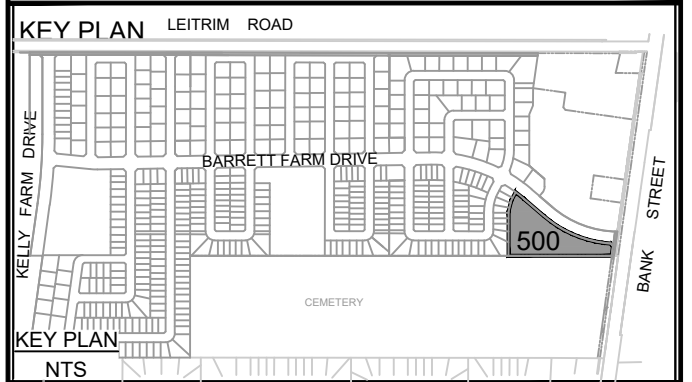 KEY PLAN
LEITRIM ROAD
KELLY FARM DRIVE
BARRETT FARM DRIVE
BANK STREET
500
CEMETERY
KEY PLAN
NTS